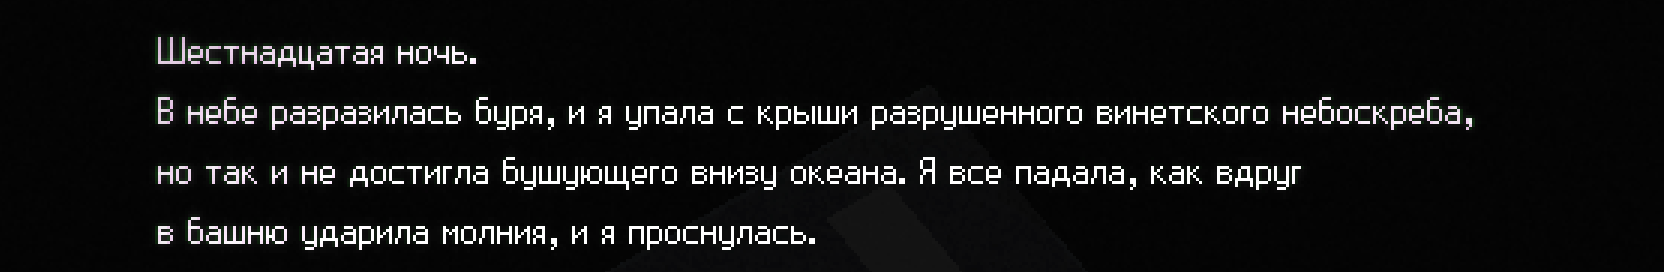 Шестнадцатая ночь.
В небе разразилась буря, и я упала с крыши разрушенного винетского небоскреба,
но так и не достигла бушующего внизу океана. Я все падала, как вдруг
в башню ударила молния, и я проснулась.